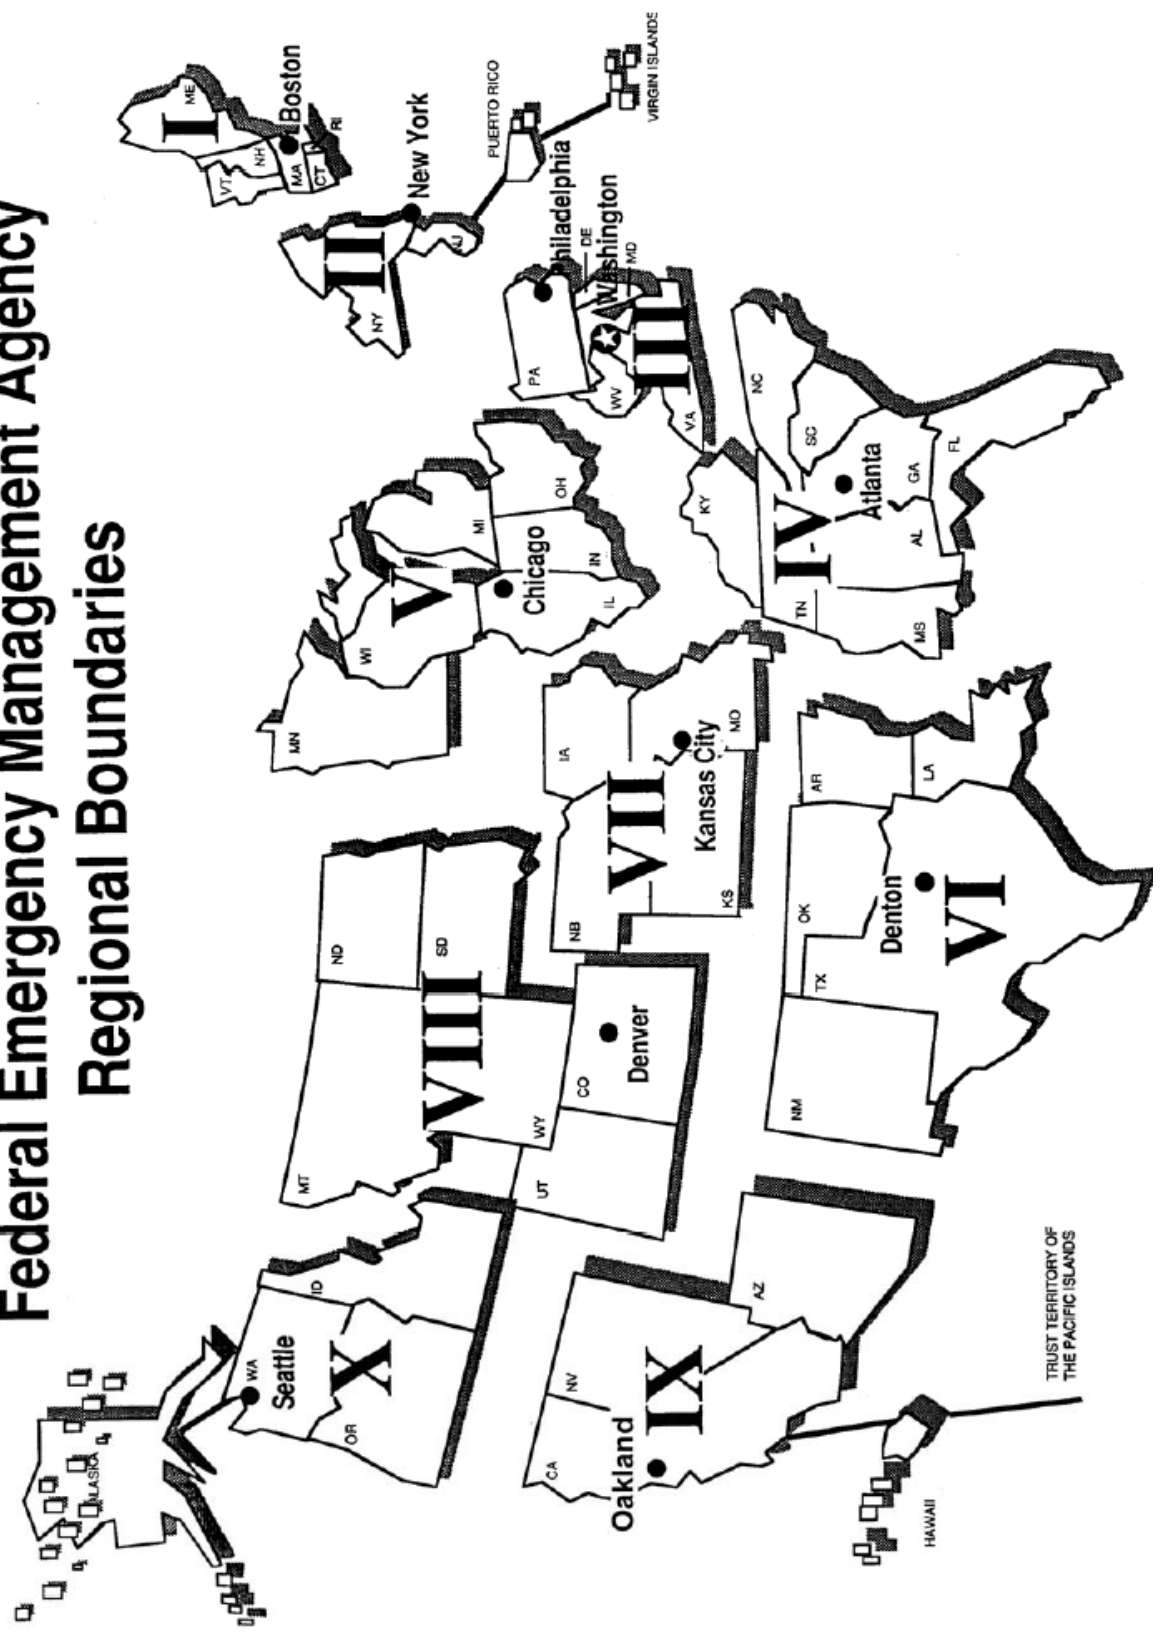 Federal Emergency Management Agency
Regional Boundaries
ALASKA
WA
Seattle
X
OR
ID
MT
ND
VIII
SD
WY
UT
CO
Denver
MN
WI
V
MI
Chicago
IL
IN
OH
I
ME
VT
NH
MA
Boston
CT
RI
II
NY
New York
NJ
PUERTO RICO
VIRGIN ISLANDS
PA
Philadelphia
DE
Washington
MD
WV
III
VA
CA
NV
Oakland
IX
AZ
HAWAII
TRUST TERRITORY OF
THE PACIFIC ISLANDS
NB
IA
VII
Kansas City
KS
MO
NM
TX
OK
AR
Denton
LA
VI
KY
TN
NC
IV
SC
Atlanta
MS
AL
GA
FL